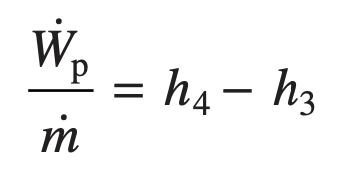 Ẇₚ/ṁ = h₄ − h₃